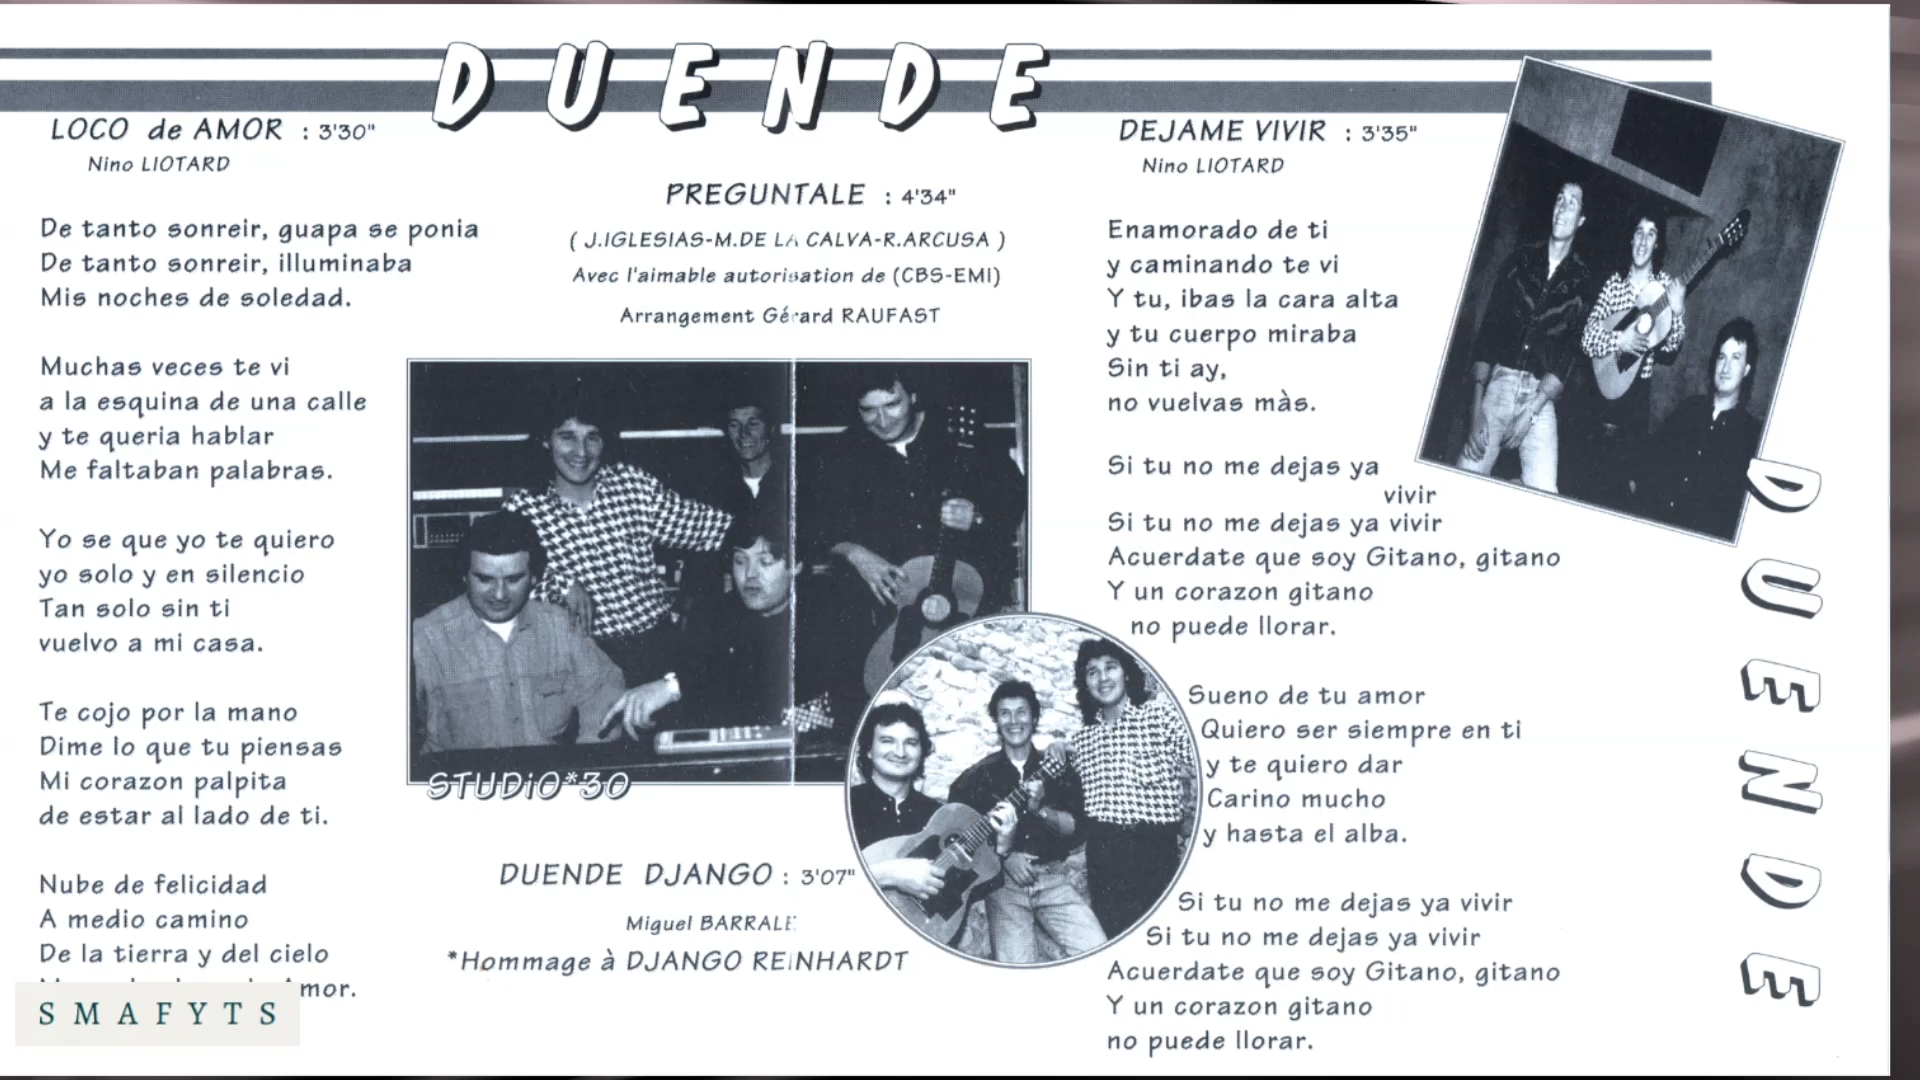 DUENDE
LOCO de AMOR : 3'30"
Nino LIOTARD
De tanto sonreir, guapa se ponia
De tanto sonreir, illuminaba
Mis noches de soledad.
Muchas veces te vi
a la esquina de una calle
y te queria hablar
Me faltaban palabras.
Yo se que yo te quiero
yo solo y en silencio
Tan solo sin ti
vuelvo a mi casa.
Te cojo por la mano
Dime lo que tu piensas
Mi corazon palpita
de estar al lado de ti.
Nube de felicidad
A medio camino
De la tierra y del cielo
Amor.
SMAFYTS
PREGUNTALE : 4'34"
( J.IGLESIAS-M.DE LA CALVA-R.ARCUSA )
Avec l'aimable autorisation de (CBS-EMi)
Arrangement Gérard RAUFAST
STUDiO*30
DUENDE DJANGO : 3'07"
Miguel BARRALE
*Hommage à DJANGO REINHARDT
DEJAME VIVIR : 3'35"
Nino LIOTARD
Enamorado de ti
y caminando te vi
Y tu, ibas la cara alta
y tu cuerpo miraba
Sin ti ay,
no vuelvas màs.
Si tu no me dejas ya
vivir
Si tu no me dejas ya vivir
Acuerdate que soy Gitano, gitano
Y un corazon gitano
no puede llorar.
Sueno de tu amor
Quiero ser siempre en ti
y te quiero dar
Carino mucho
y hasta el alba.
Si tu no me dejas ya vivir
Si tu no me dejas ya vivir
Acuerdate que soy Gitano, gitano
Y un corazon gitano
no puede llorar.
DUENDE